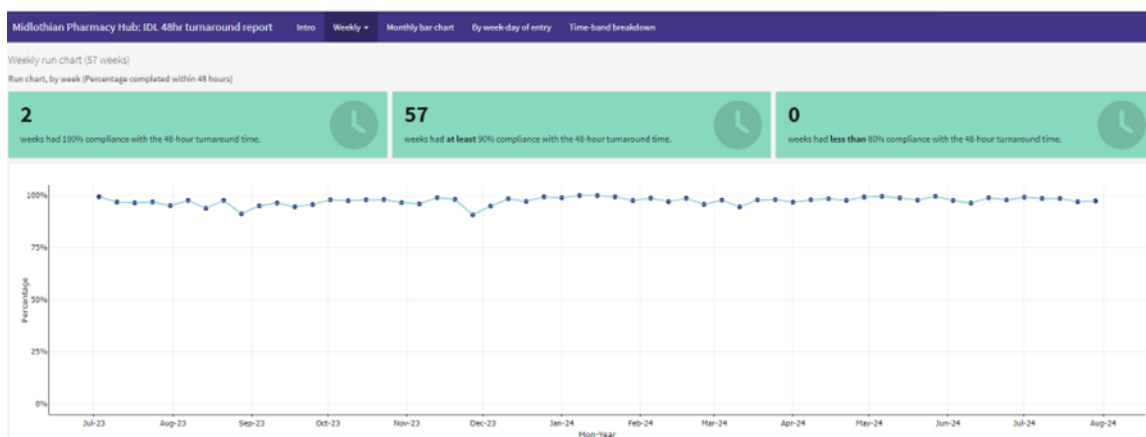 Midlothian Pharmacy Hub: IDL 48hr turnaround report Intro Weekly Monthly bar chart By week-day of entry Time-band breakdown
Weekly run chart (57 weeks)
Run chart, by week (Percentage completed within 48 hours)
2
weeks had 100% compliance with the 48-hour turnaround time.
57
weeks had at least 90% compliance with the 48-hour turnaround time.
0
weeks had less than 80% compliance with the 48-hour turnaround time.
100%
75%
50%
25%
0%
Percentage
Jul-23 Aug-23 Sep-23 Oct-23 Nov-23 Dec-23 Jan-24 Feb-24 Mar-24 Apr-24 May-24 Jun-24 Jul-24 Aug-24
Mon-Year